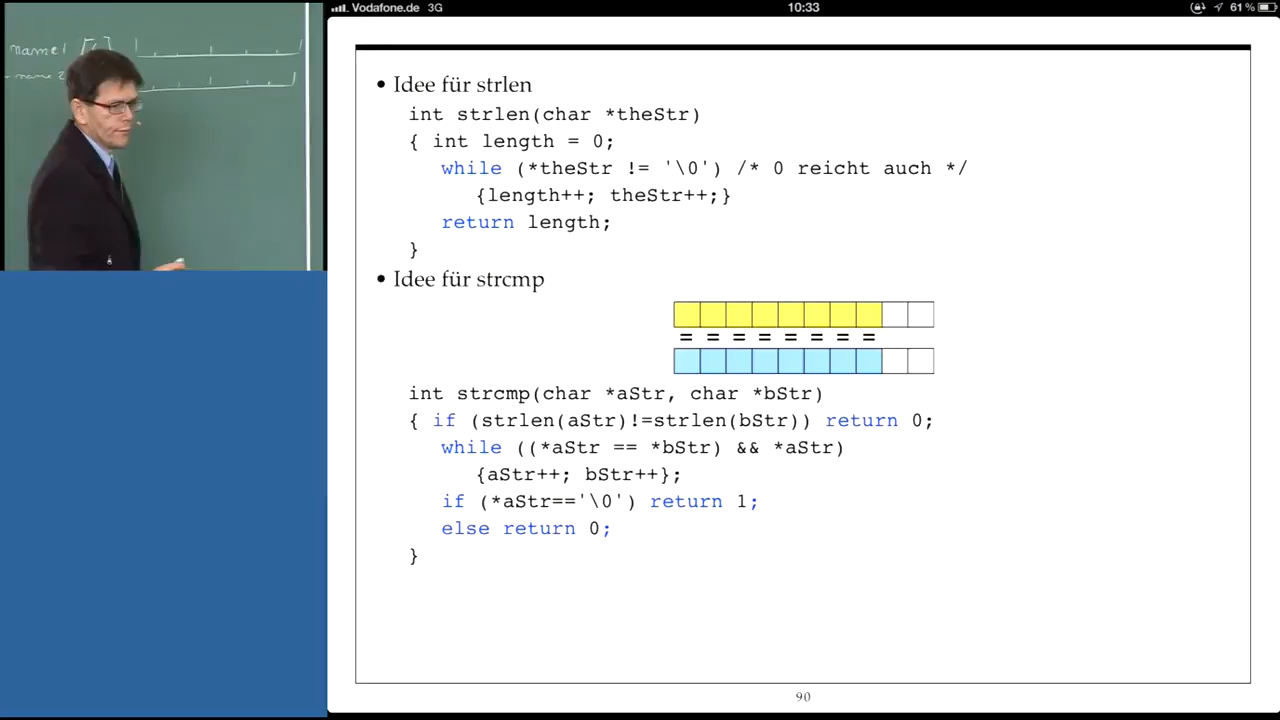 Vodafone.de 3G 10:33 61 %
name1
name 2
• Idee für strlen
int strlen(char *theStr)
{ int length = 0;
while (*theStr != '\0') /* 0 reicht auch */
{length++; theStr++;}
return length;
}
• Idee für strcmp
= = = = = = = =
int strcmp(char *aStr, char *bStr)
{ if (strlen(aStr)!=strlen(bStr)) return 0;
while ((*aStr == *bStr) && *aStr)
{aStr++; bStr++};
if (*aStr=='\0') return 1;
else return 0;
}
90